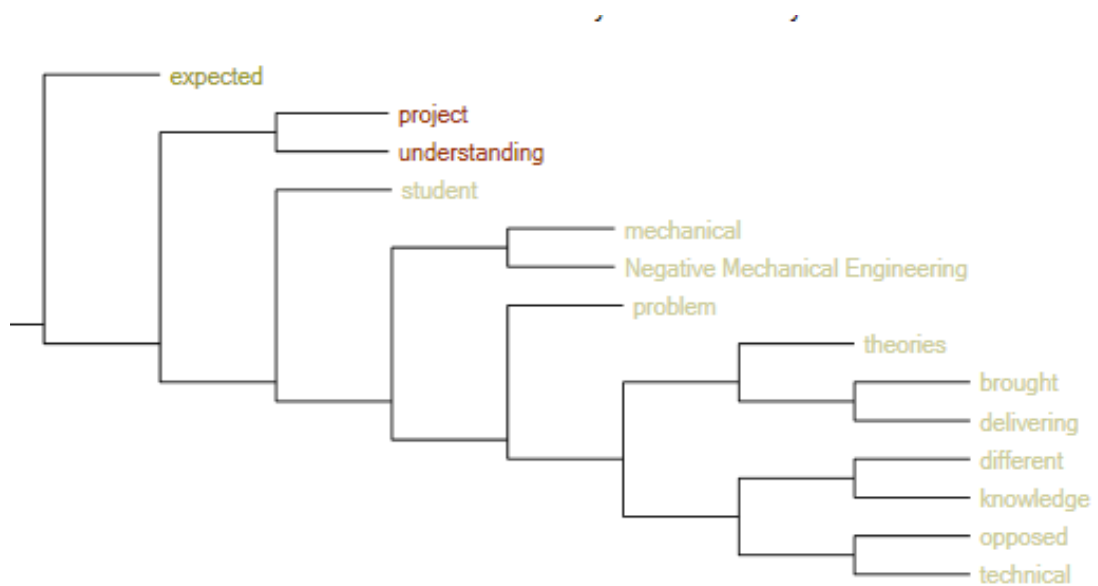 expected
project
understanding
student
mechanical
Negative Mechanical Engineering
problem
theories
brought
delivering
different
knowledge
opposed
technical